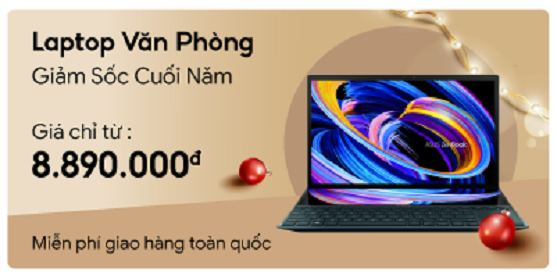 Laptop Văn Phòng
Giảm Sốc Cuối Năm
Giá chỉ từ :
8.890.000đ
Miễn phí giao hàng toàn quốc